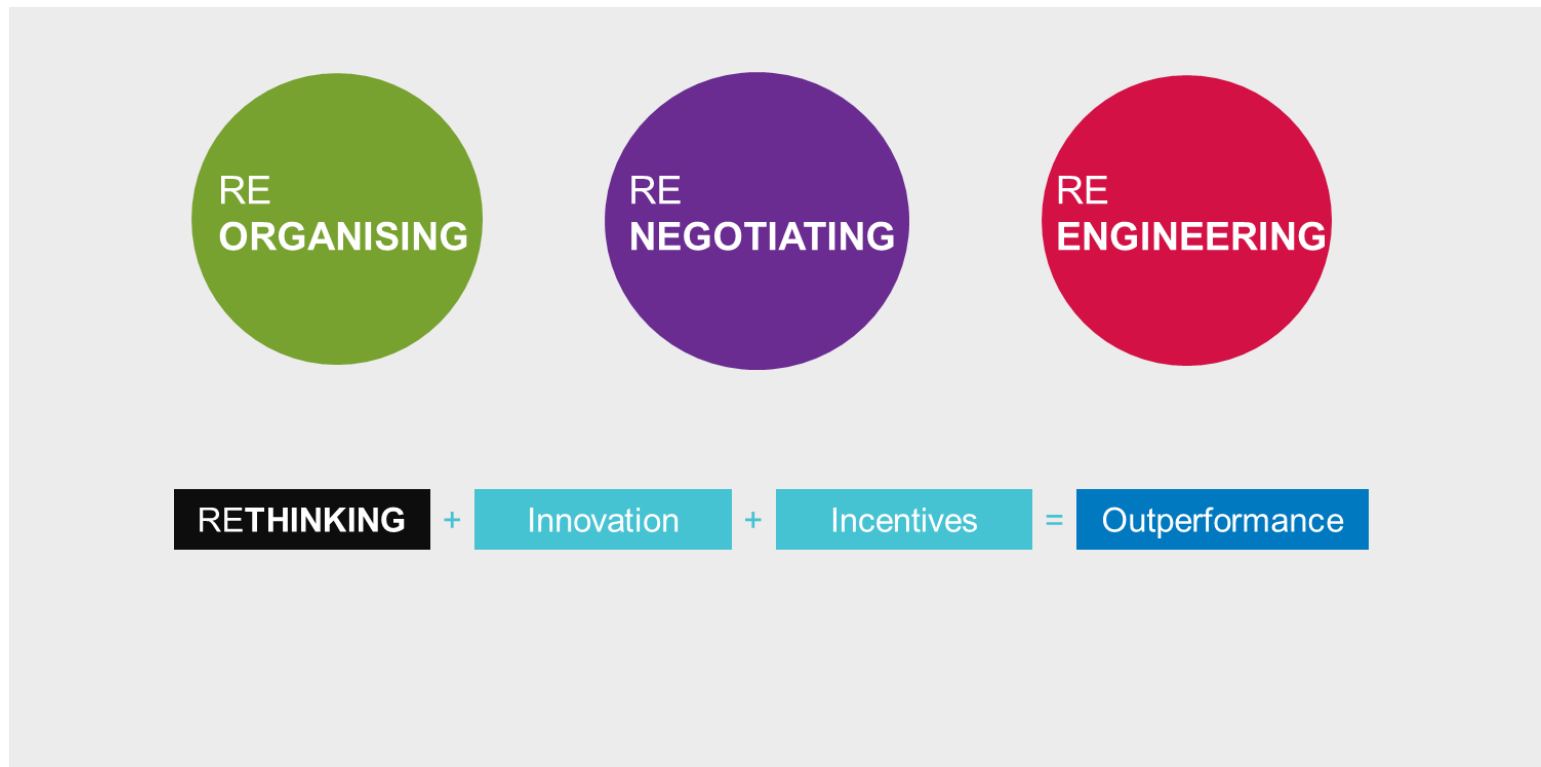 RE
ORGANISING
RE
NEGOTIATING
RE
ENGINEERING
RETHINKING + Innovation + Incentives = Outperformance